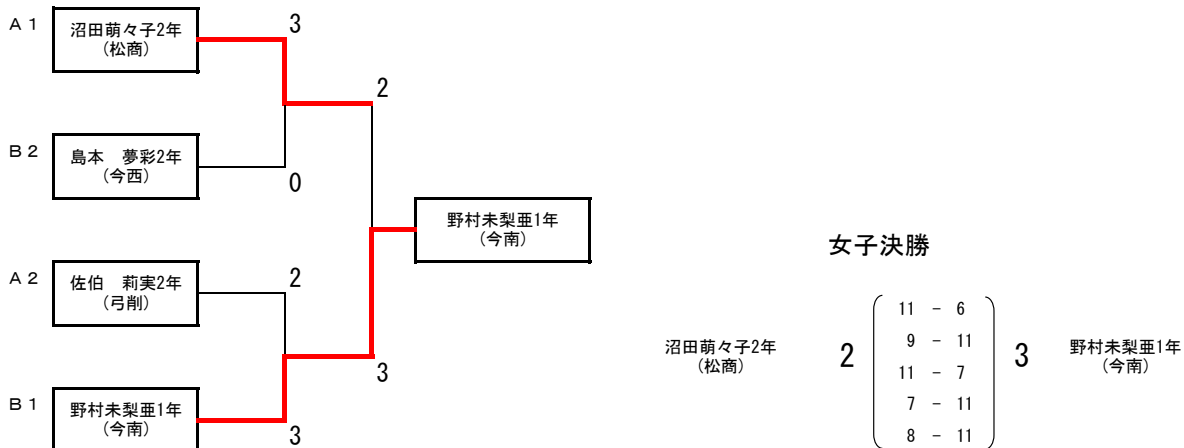 A 1
沼田萌々子2年
(松商)
3
2
B 2
島本　夢彩2年
(今西)
0
野村未梨亜1年
(今南)
女子決勝
A 2
佐伯　莉実2年
(弓削)
2
3
B 1
野村未梨亜1年
(今南)
3
沼田萌々子2年
(松商)
2
11 － 6
9 － 11
11 － 7
7 － 11
8 － 11
3
野村未梨亜1年
(今南)